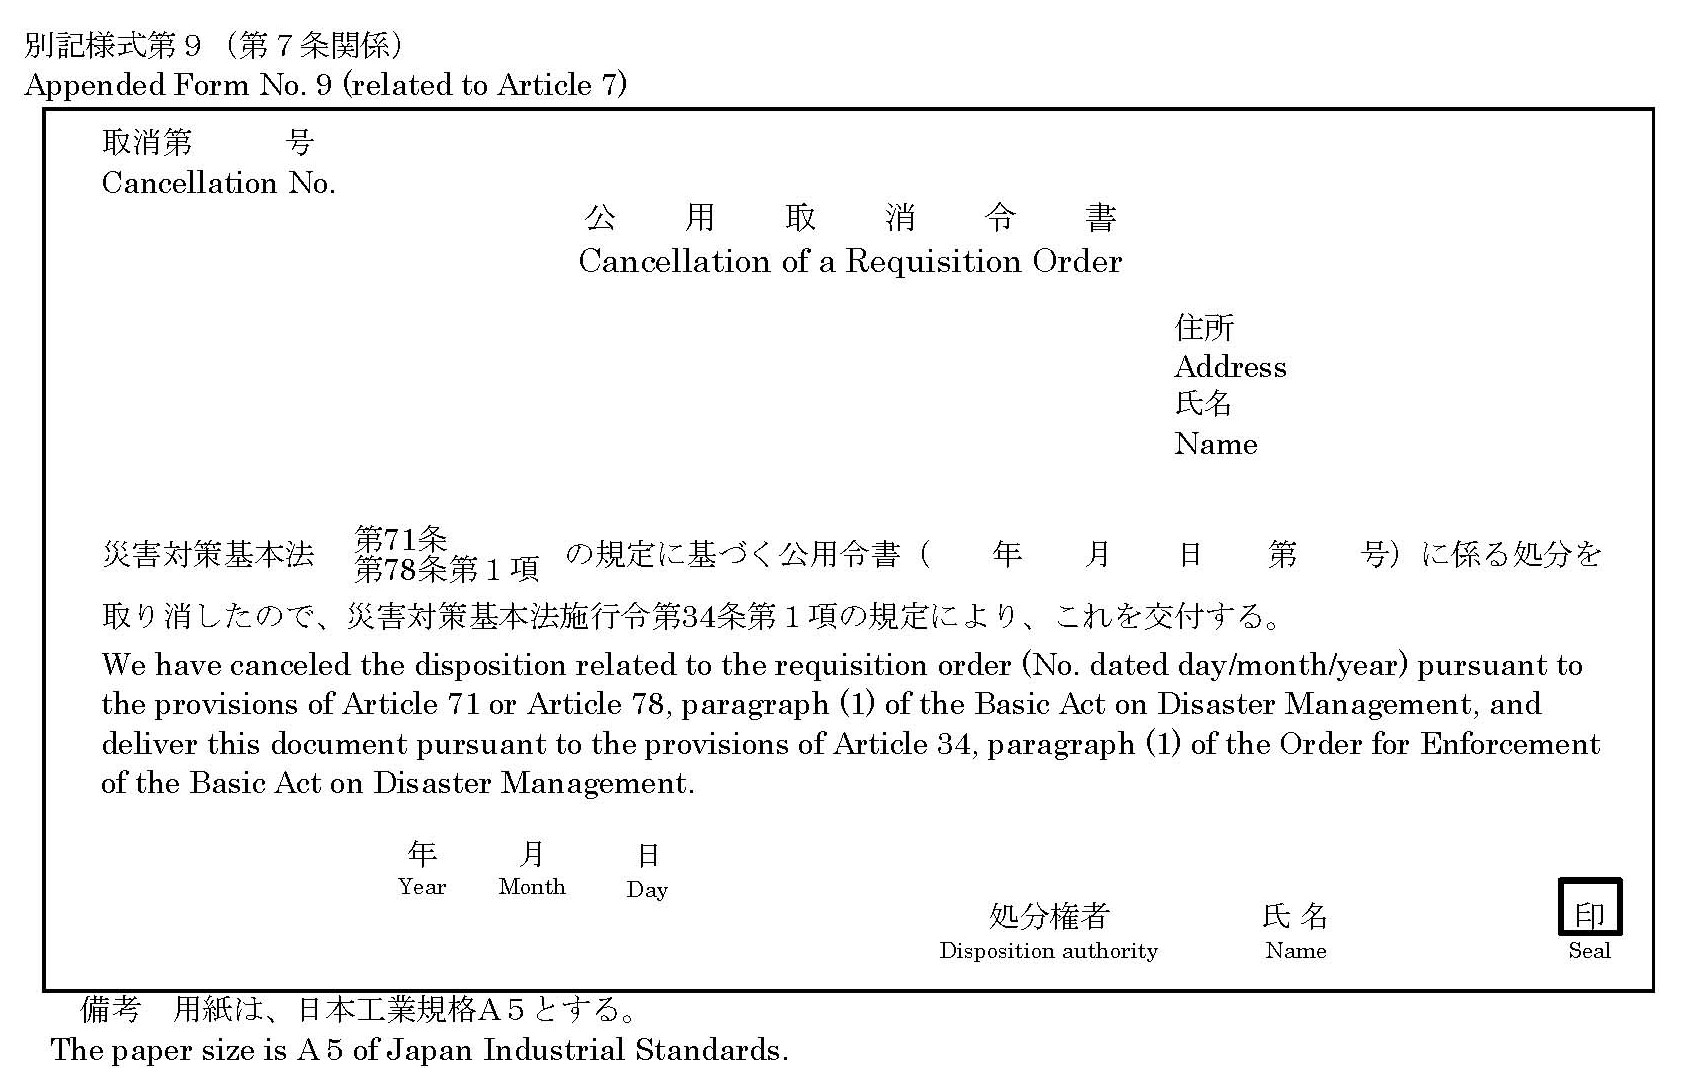 別記様式第９（第７条関係）
Appended Form No. 9 (related to Article 7)
取消第　　　号
Cancellation No.
公　用　取　消　令　書
Cancellation of a Requisition Order
住所
Address
氏名
Name
第71条
災害対策基本法　第78条第１項　の規定に基づく公用令書（　　年　　月　　日　　第　　号）に係る処分を
取り消したので、災害対策基本法施行令第34条第１項の規定により、これを交付する。
We have canceled the disposition related to the requisition order (No. dated day/month/year) pursuant to
the provisions of Article 71 or Article 78, paragraph (1) of the Basic Act on Disaster Management, and
deliver this document pursuant to the provisions of Article 34, paragraph (1) of the Order for Enforcement
of the Basic Act on Disaster Management.
年　　月　　日
Year　Month　Day
処分権者　　氏 名　　印
Disposition authority　Name　Seal
備考　用紙は、日本工業規格A５とする。
The paper size is A５ of Japan Industrial Standards.